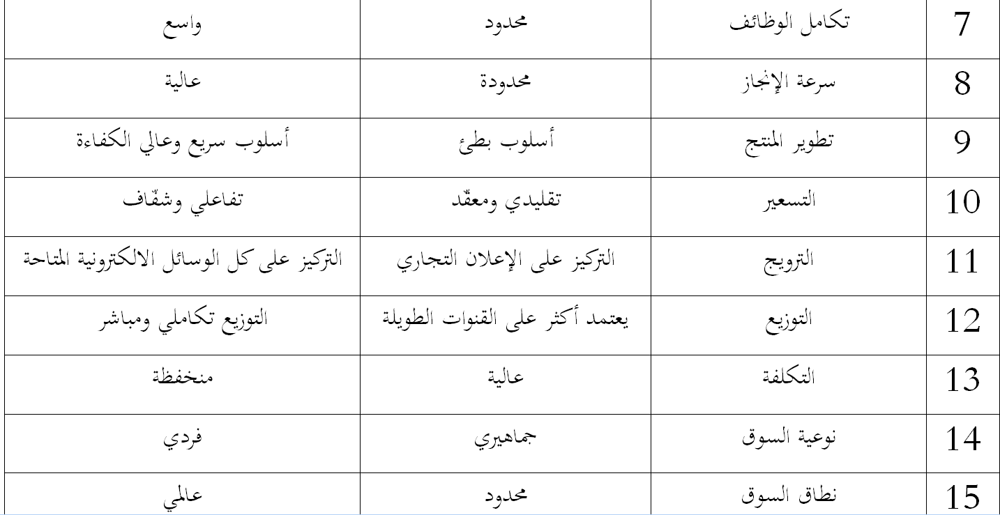 7 تكامل الوظائف محدود واسع
8 سرعة الإنجاز محدودة عالية
9 تطوير المنتج أسلوب بطئ أسلوب سريع وعالي الكفاءة
10 التسعير تقليدي ومعقّد تفاعلي وشفّاف
11 الترويج التركيز على الإعلان التجاري التركيز على كل الوسائل الالكترونية المتاحة
12 التوزيع يعتمد أكثر على القنوات الطويلة التوزيع تكاملي ومباشر
13 التكلفة عالية منخفظة
14 نوعية السوق جماهيري فردي
15 نطاق السوق محدود عالمي